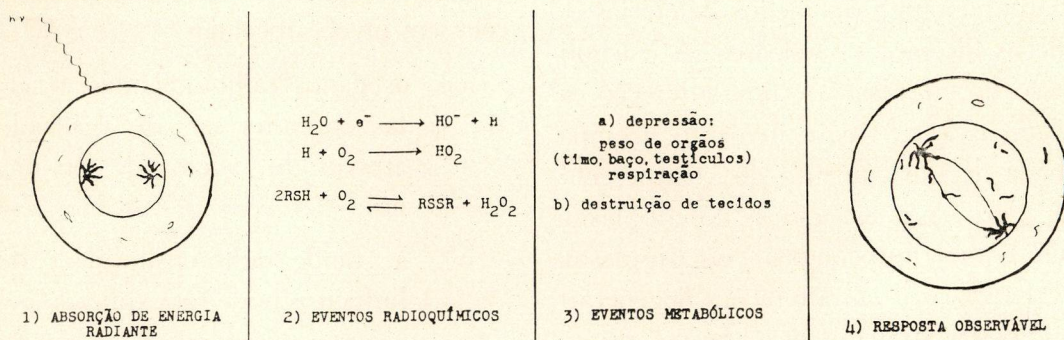 hν
H₂O + e⁻ ⟶ HO⁻ + H
H + O₂ ⟶ HO₂
2RSH + O₂ ⇌ RSSR + H₂O₂
a) depressão:
peso de orgãos
(timo, baço, testículos)
respiração
b) destruição de tecidos
1) ABSORÇÃO DE ENERGIA
RADIANTE
2) EVENTOS RADIOQUÍMICOS
3) EVENTOS METABÓLICOS
4) RESPOSTA OBSERVÁVEL